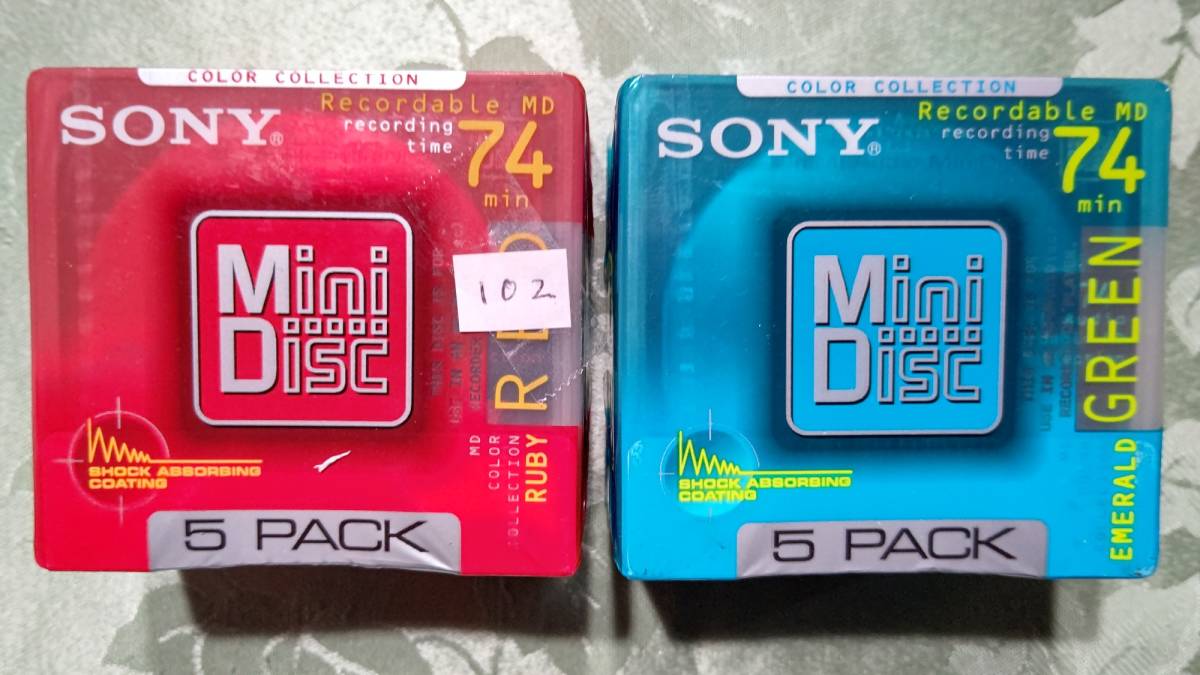 COLOR COLLECTION
SONY®
Recordable MD
recording
time
74
min
Mini
Disc
102
RED
MD
COLOR
COLLECTION
RUBY
SHOCK ABSORBING
COATING
5 PACK
COLOR COLLECTION
SONY®
Recordable MD
recording
time
74
min
Mini
Disc
GREEN
EMERALD
SHOCK ABSORBING
COATING
5 PACK